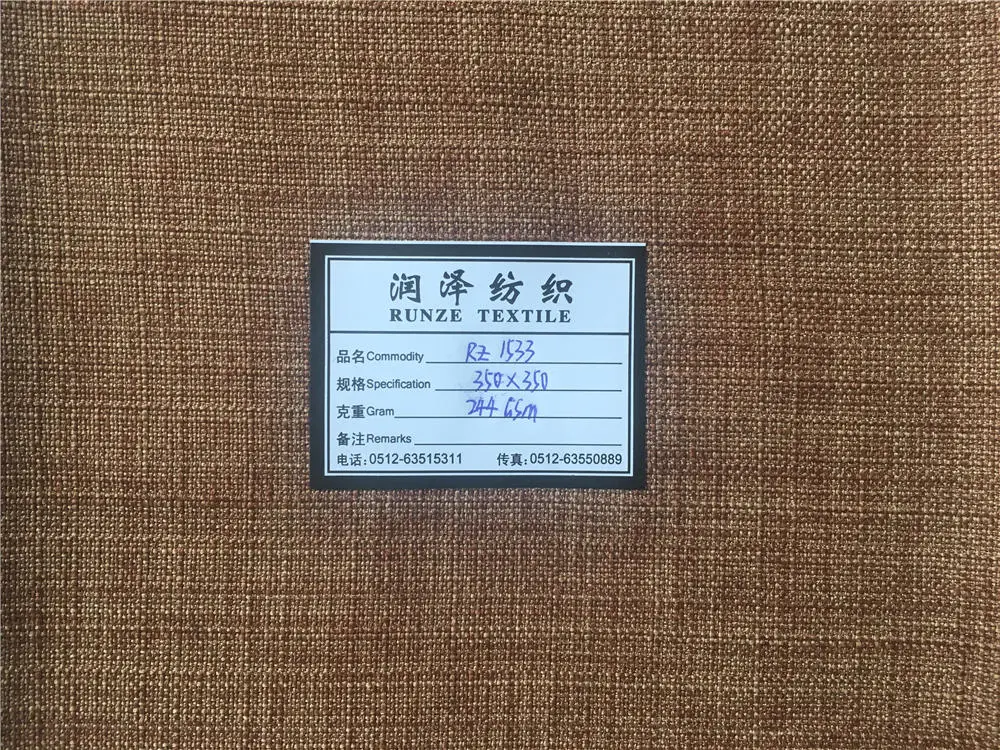 润泽纺织
RUNZE TEXTILE
品名Commodity RZ 1533
规格Specification 350×350
克重Gram 244 GSM
备注Remarks
电话:0512-63515311 传真:0512-63550889